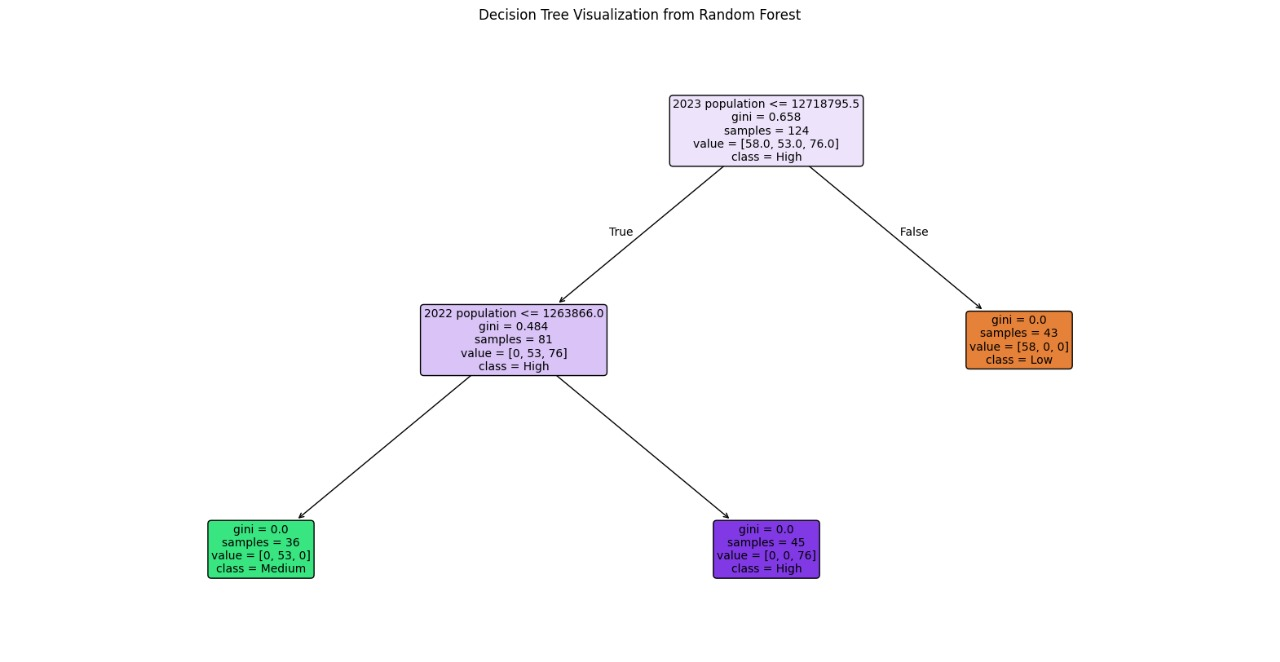 Decision Tree Visualization from Random Forest
2023 population <= 12718795.5
gini = 0.658
samples = 124
value = [58.0, 53.0, 76.0]
class = High
True
False
2022 population <= 1263866.0
gini = 0.484
samples = 81
value = [0, 53, 76]
class = High
gini = 0.0
samples = 43
value = [58, 0, 0]
class = Low
gini = 0.0
samples = 36
value = [0, 53, 0]
class = Medium
gini = 0.0
samples = 45
value = [0, 0, 76]
class = High